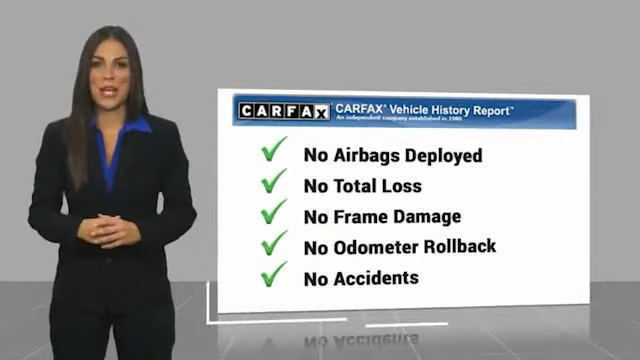 CARFAX CARFAX® Vehicle History Report™
An independent company established in 1986
No Airbags Deployed
No Total Loss
No Frame Damage
No Odometer Rollback
No Accidents